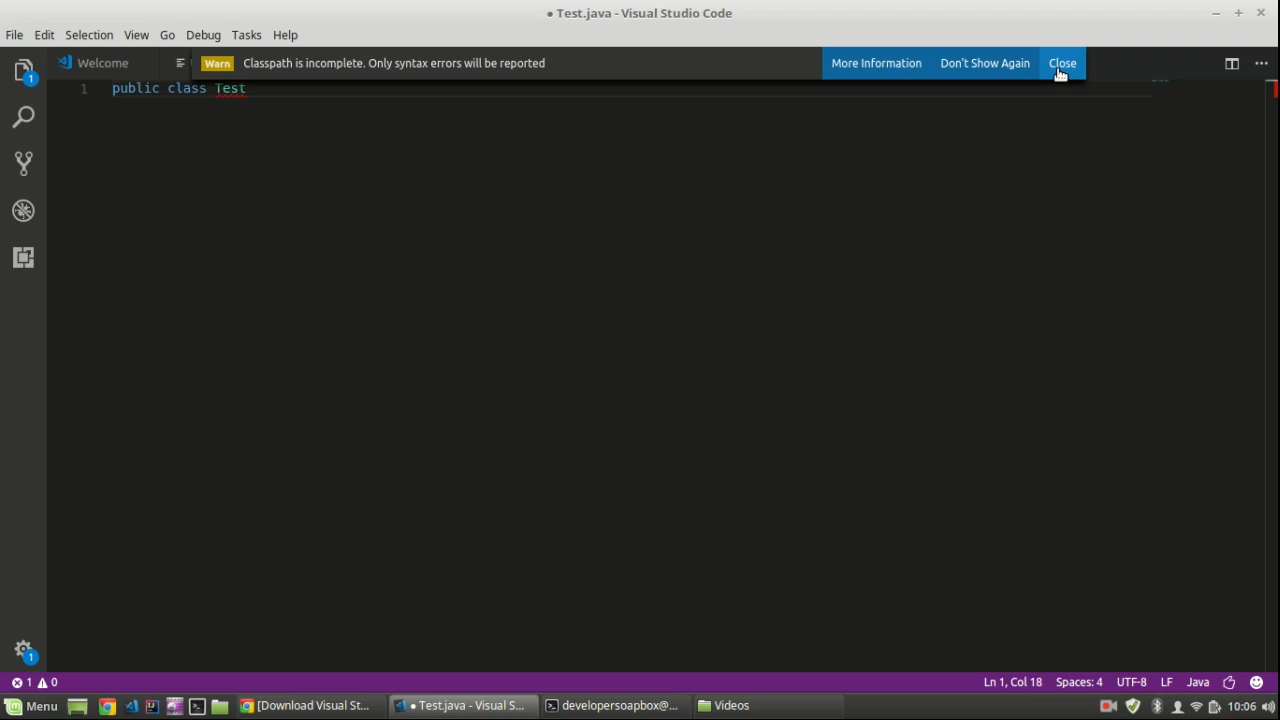 ● Test.java - Visual Studio Code
File Edit Selection View Go Debug Tasks Help
Welcome
Warn Classpath is incomplete. Only syntax errors will be reported More Information Don't Show Again Close
1 public class Test
1
1
1 0 Ln 1, Col 18 Spaces: 4 UTF-8 LF Java
Menu [Download Visual St... ● Test.java - Visual S... developersoapbox@... Videos 10:06